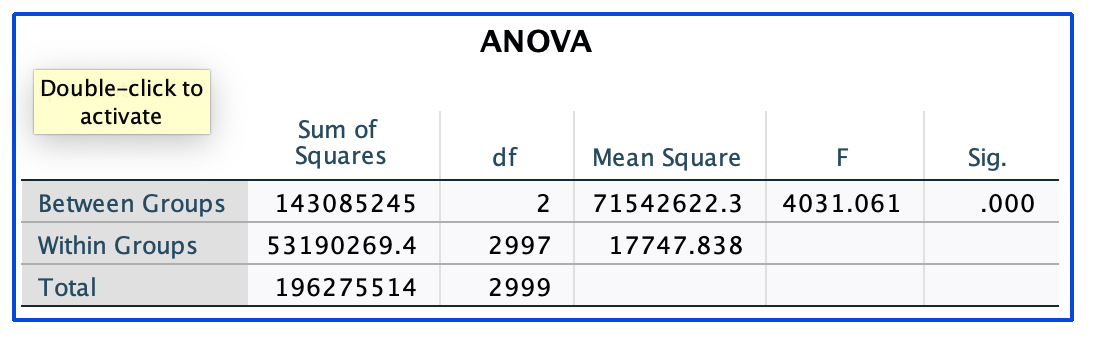 ANOVA
Double-click to
activate
Sum of
Squares df Mean Square F Sig.
Between Groups 143085245 2 71542622.3 4031.061 .000
Within Groups 53190269.4 2997 17747.838
Total 196275514 2999